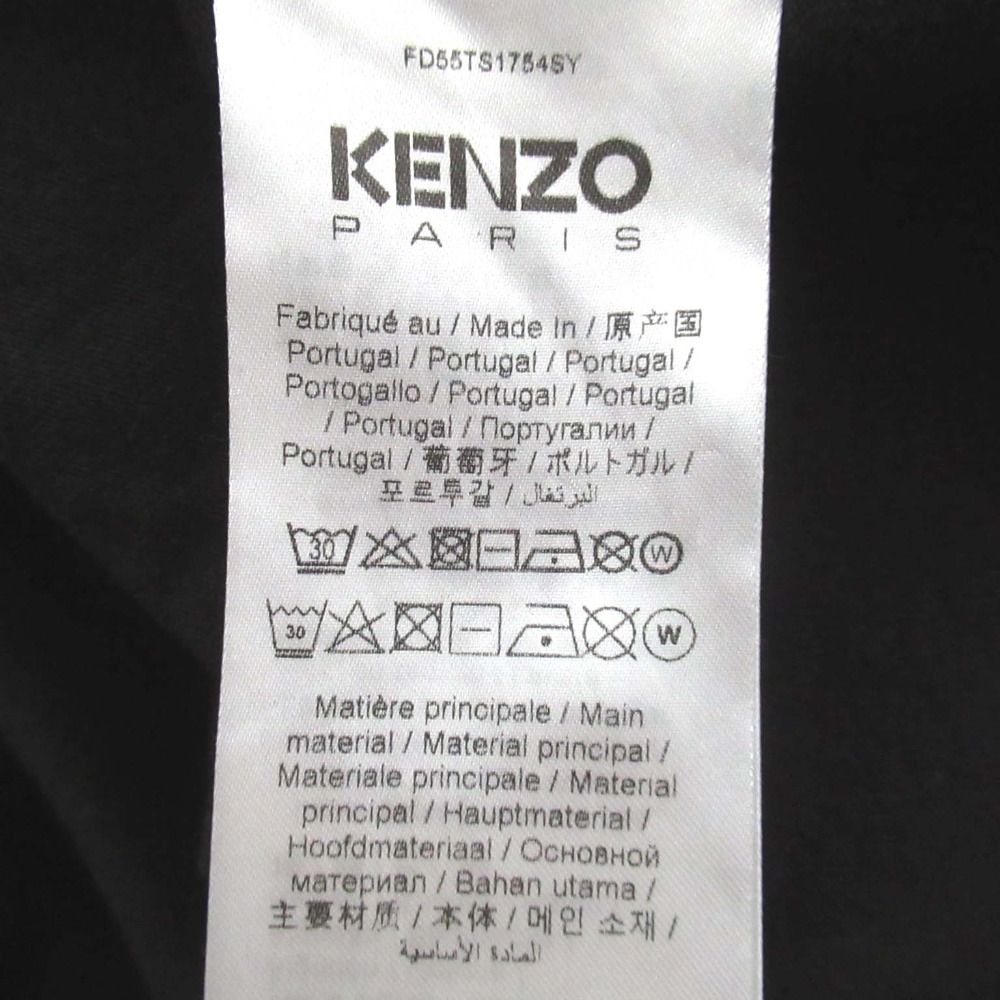 FD55TS1754SY
KENZO
PARIS
Fabriqué au / Made In / 原产国
Portugal / Portugal / Portugal /
Portogallo / Portugal / Portugal
/ Portugal / Португалии /
Portugal / 葡萄牙 / ポルトガル /
포르투갈 / البرتغال
30 W
30 W
Matière principale / Main
material / Material principal /
Materiale principale / Material
principal / Hauptmaterial /
Hoofdmateriaal / Основной
материал / Bahan utama /
主要材质 / 本体 / 메인 소재 /
المادة الأساسية